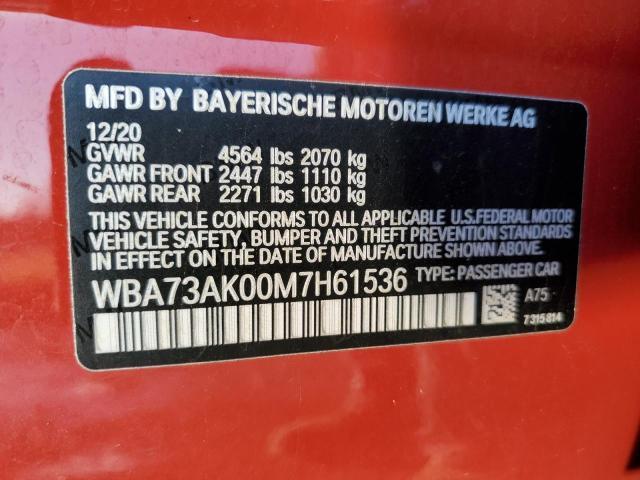 MFD BY BAYERISCHE MOTOREN WERKE AG
12/20
GVWR 4564 lbs 2070 kg
GAWR FRONT 2447 lbs 1110 kg
GAWR REAR 2271 lbs 1030 kg
THIS VEHICLE CONFORMS TO ALL APPLICABLE U.S.FEDERAL MOTOR
VEHICLE SAFETY, BUMPER AND THEFT PREVENTION STANDARDS
IN EFFECT ON THE DATE OF MANUFACTURE SHOWN ABOVE.
WBA73AK00M7H61536 TYPE: PASSENGER CAR
A75
7315814